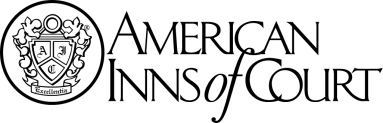 A I
C
Excellentia
®
AMERICAN
INNS of COURT